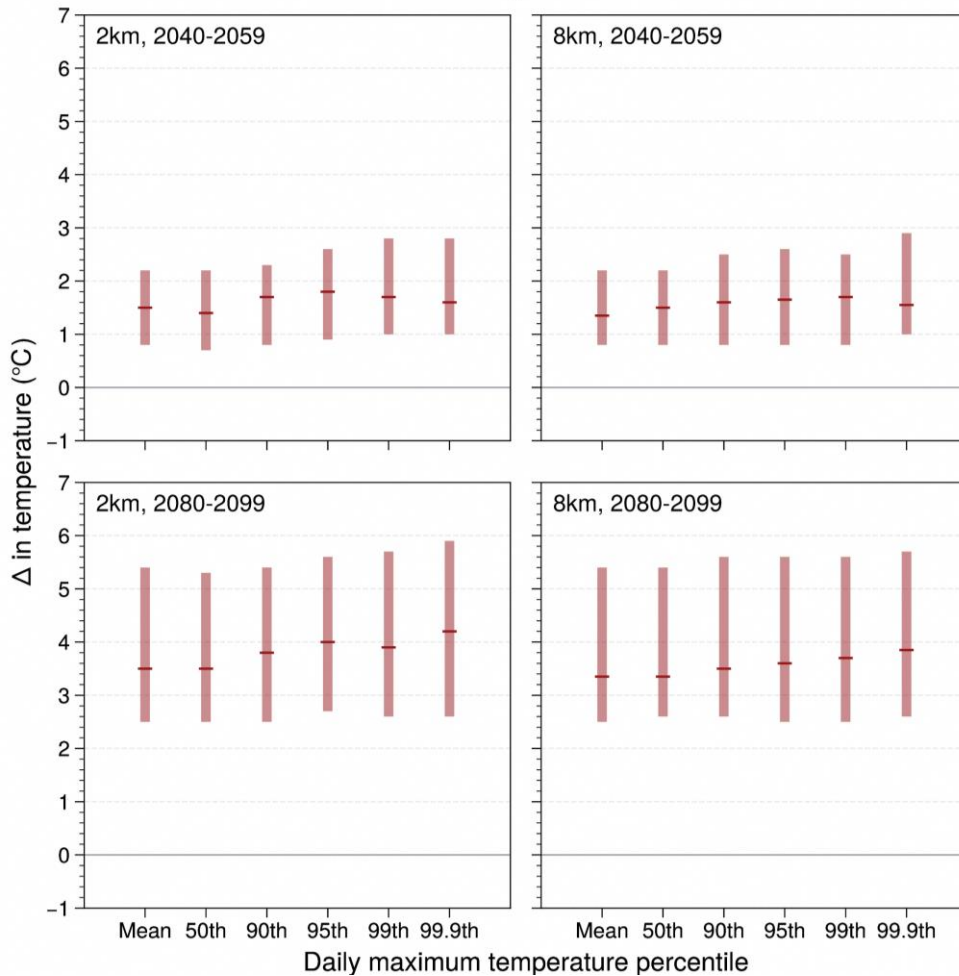 2km, 2040-2059
8km, 2040-2059
7
6
5
4
3
2
1
0
−1
2km, 2080-2099
8km, 2080-2099
7
6
5
4
3
2
1
0
−1
Δ in temperature (°C)
Mean 50th 90th 95th 99th 99.9th
Mean 50th 90th 95th 99th 99.9th
Daily maximum temperature percentile